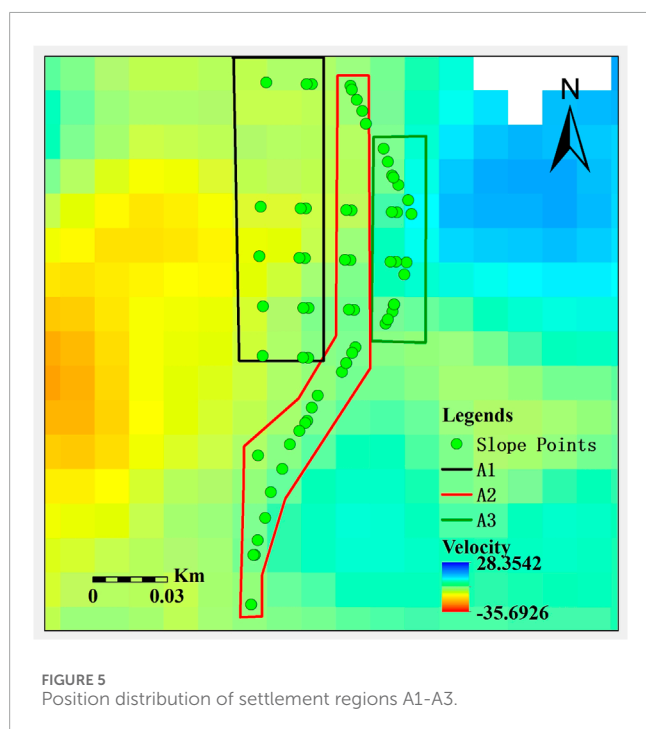 N
Legends
Slope Points
A1
A2
A3
Velocity
28.3542
-35.6926
Km
0 0.03
FIGURE 5
Position distribution of settlement regions A1-A3.